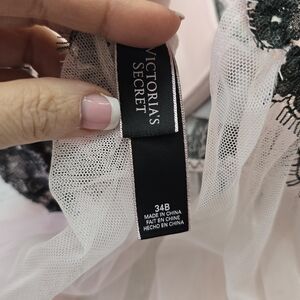 VICTORIA'S
SECRET
34B
MADE IN CHINA
FAIT EN CHINE
HECHO EN CHINA